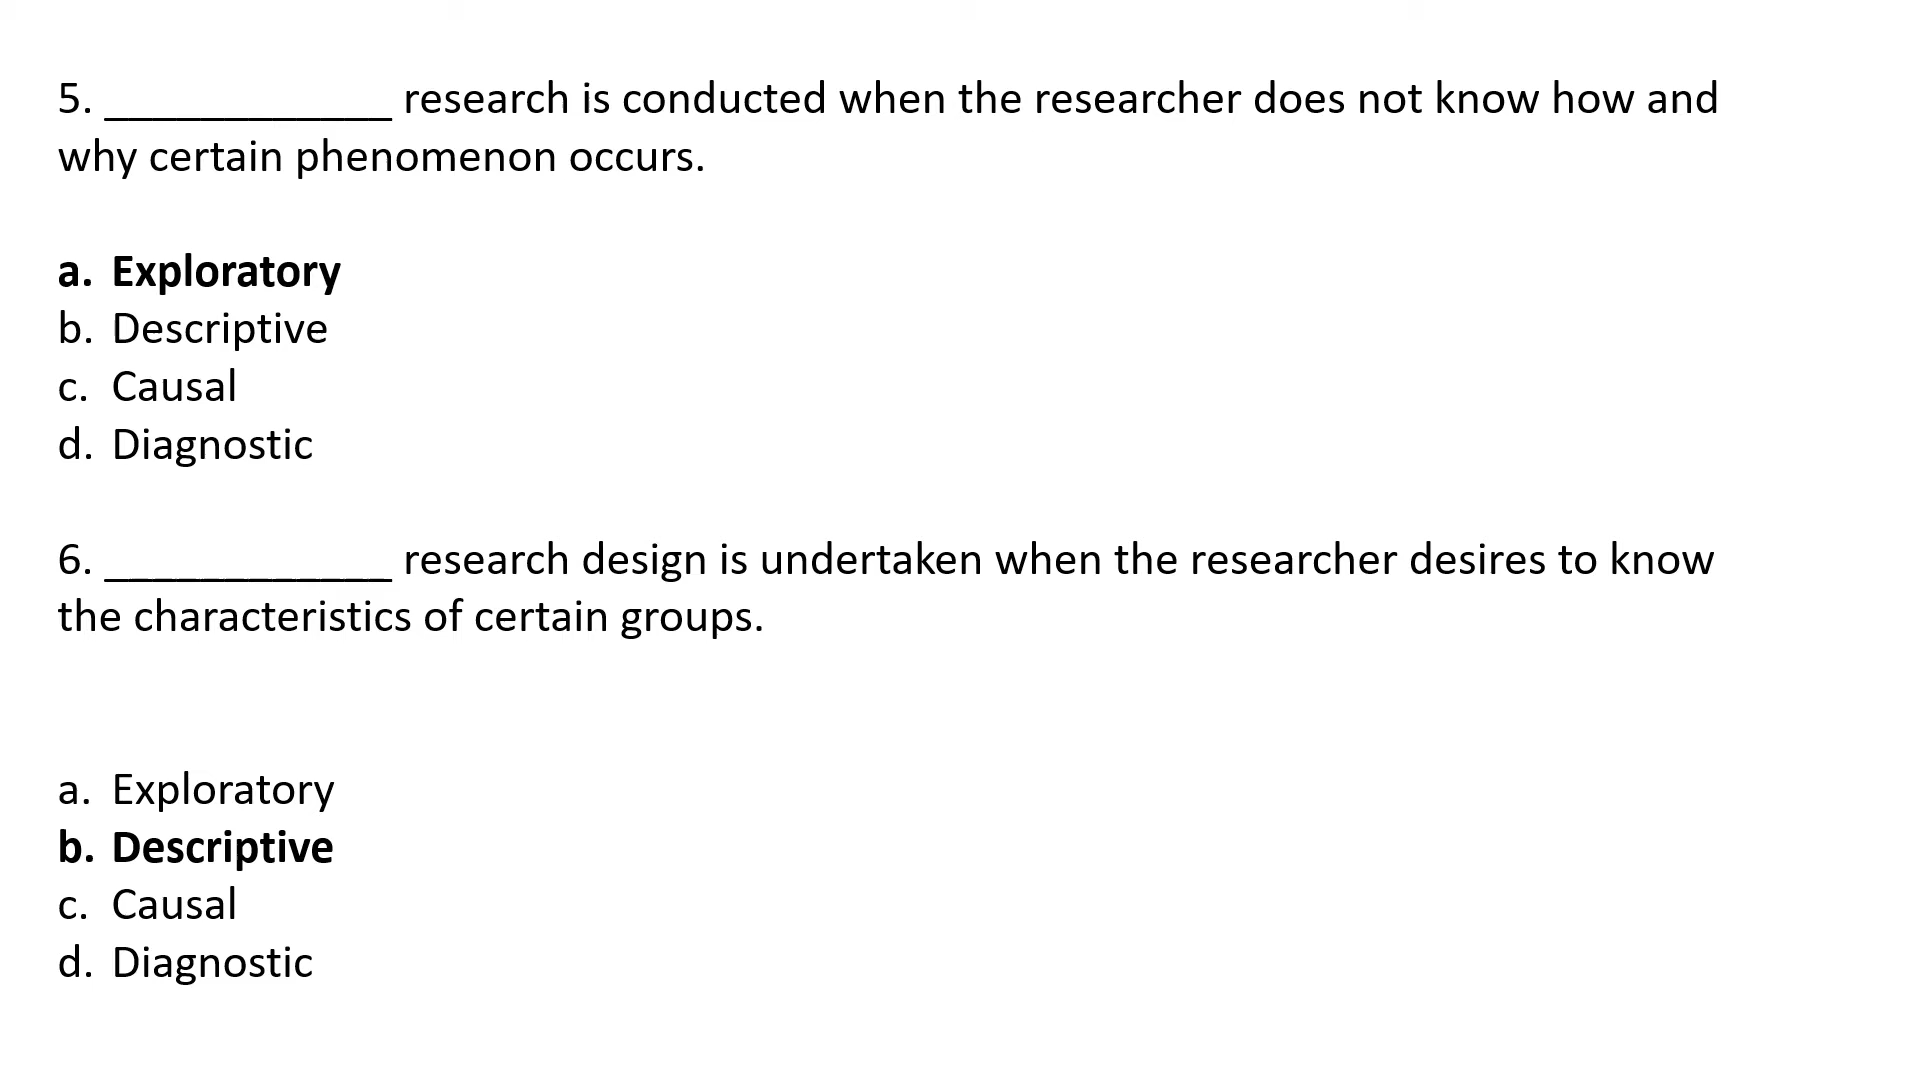 5. _____________ research is conducted when the researcher does not know how and
why certain phenomenon occurs.
a. Exploratory
b. Descriptive
c. Causal
d. Diagnostic
6. _____________ research design is undertaken when the researcher desires to know
the characteristics of certain groups.
a. Exploratory
b. Descriptive
c. Causal
d. Diagnostic